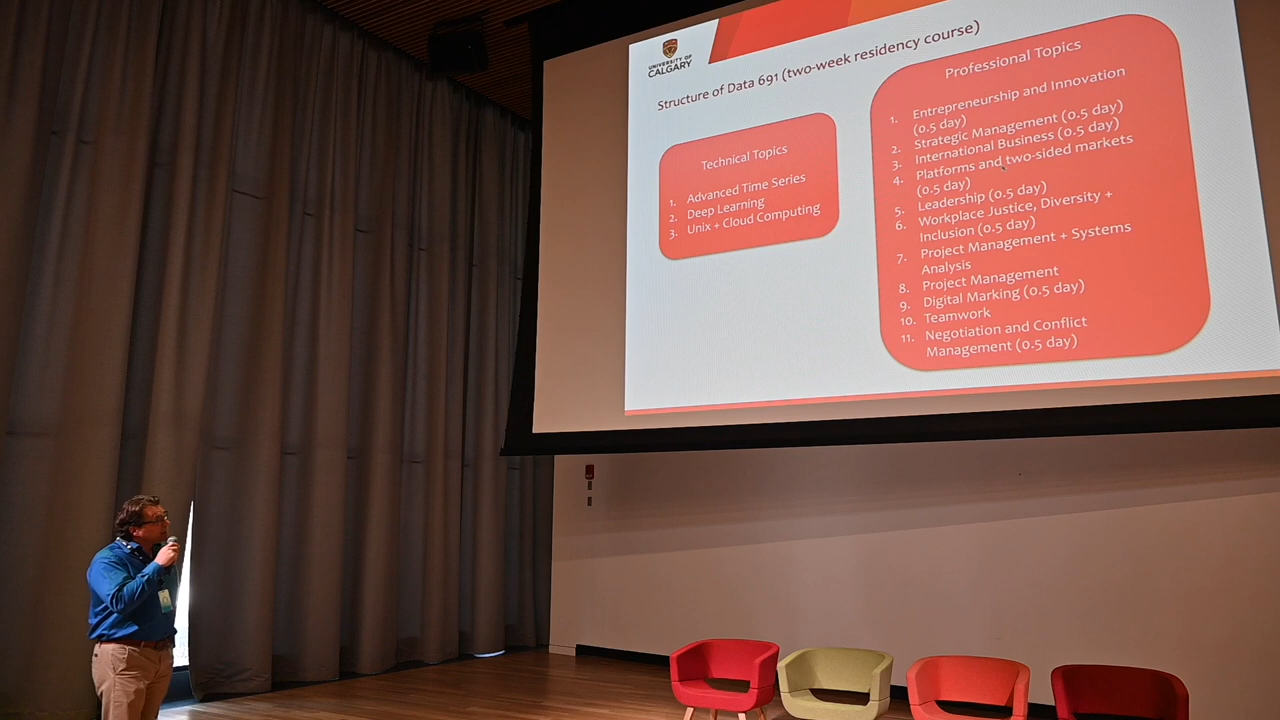 UNIVERSITY OF
CALGARY
Structure of Data 691 (two-week residency course)
Technical Topics
1. Advanced Time Series
2. Deep Learning
3. Unix + Cloud Computing
Professional Topics
1. Entrepreneurship and Innovation
(0.5 day)
2. Strategic Management (0.5 day)
3. International Business (0.5 day)
4. Platforms and two-sided markets
(0.5 day)
5. Leadership (0.5 day)
6. Workplace Justice, Diversity +
Inclusion (0.5 day)
7. Project Management + Systems
Analysis
8. Project Management
9. Digital Marking (0.5 day)
10. Teamwork
11. Negotiation and Conflict
Management (0.5 day)